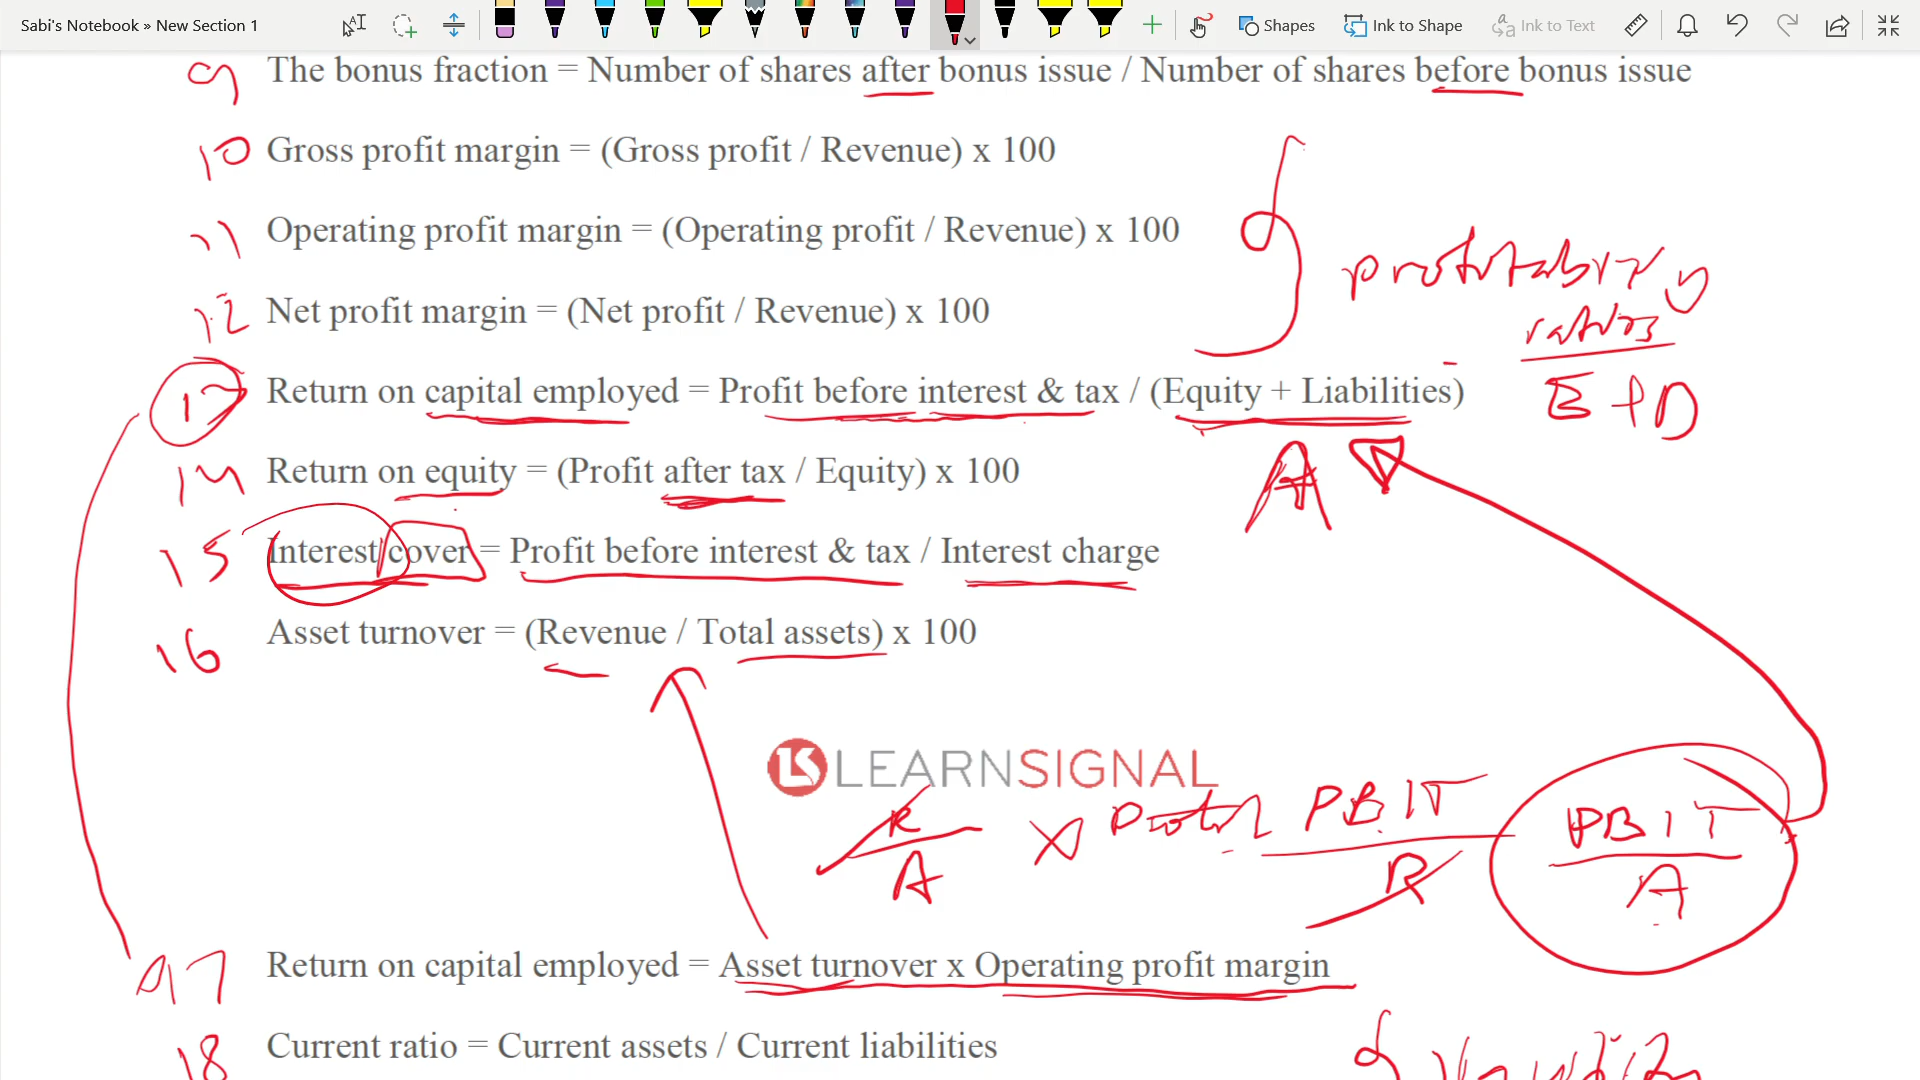 Sabi's Notebook » New Section 1
Shapes
Ink to Shape
Ink to Text
9 The bonus fraction = Number of shares after bonus issue / Number of shares before bonus issue
10 Gross profit margin = (Gross profit / Revenue) x 100
11 Operating profit margin = (Operating profit / Revenue) x 100
profitability
12 Net profit margin = (Net profit / Revenue) x 100
ratios
13 Return on capital employed = Profit before interest & tax / (Equity + Liabilities)
E + D
A
14 Return on equity = (Profit after tax / Equity) x 100
15 Interest cover = Profit before interest & tax / Interest charge
16 Asset turnover = (Revenue / Total assets) x 100
LEARNSIGNAL
R / A x PBIT / R
PBIT / A
17 Return on capital employed = Asset turnover x Operating profit margin
18 Current ratio = Current assets / Current liabilities